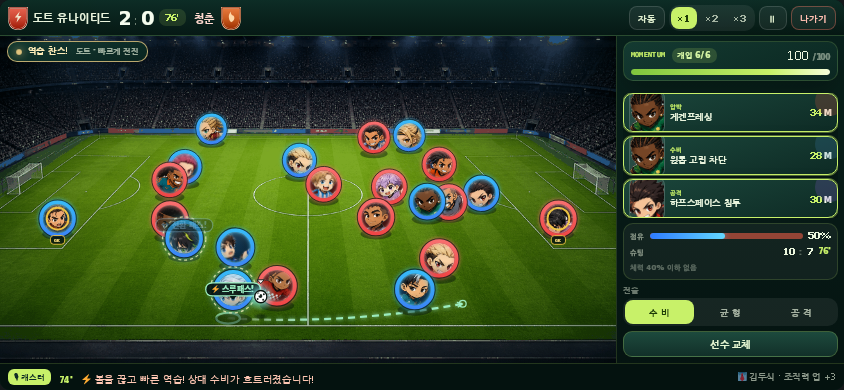 도트 유나이티드 2 : 0 76' 청춘
자동 ×1 ×2 ×3 II 나가기
역습 찬스! 도트 · 빠르게 전진
MOMENTUM 개입 6/6 100 /100
압박
게겐프레싱 34 M
수비
원톱 고립 차단 28 M
공격
하프스페이스 침투 30 M
GK
GK
⚡스루패스!
점유 50%
슈팅 10 : 7 76'
체력 40% 이하 없음
전술
수비 균형 공격
선수 교체
캐스터 74' ⚡ 볼을 끊고 빠른 역습! 상대 수비가 흐트러졌습니다!
김두식 · 조직력 업 +3